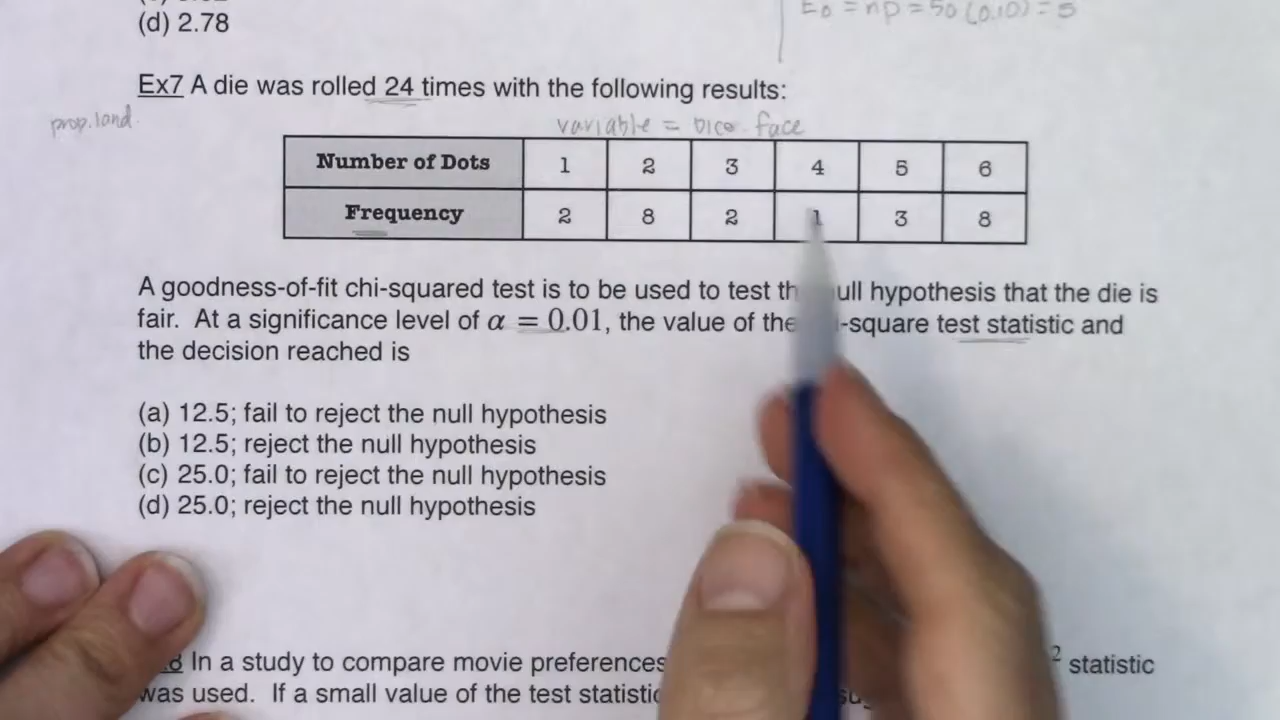 E₀ = np = 50 (0.10) = 5
(d) 2.78
Ex7 A die was rolled 24 times with the following results:
prop.land.
variable = Dice face
Number of Dots 1 2 3 4 5 6
Frequency 2 8 2 1 3 8
A goodness-of-fit chi-squared test is to be used to test hypothesis that the die is
fair. At a significance level of α = 0.01, the value of the -square test statistic and
the decision reached is
(a) 12.5; fail to reject the null hypothesis
(b) 12.5; reject the null hypothesis
(c) 25.0; fail to reject the null hypothesis
(d) 25.0; reject the null hypothesis
8 In a study to compare movie preferences 2 statistic
was used. If a small value of the test